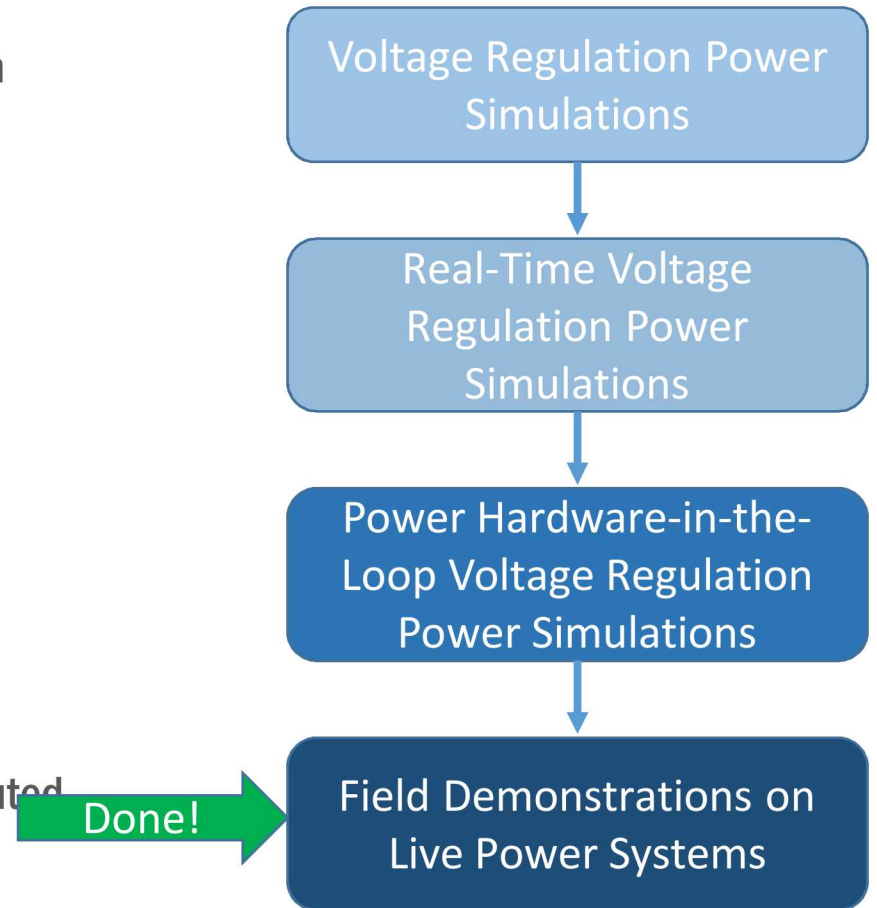 Voltage Regulation Power
Simulations
Real-Time Voltage
Regulation Power
Simulations
Power Hardware-in-the-
Loop Voltage Regulation
Power Simulations
Done!
Field Demonstrations on
Live Power Systems